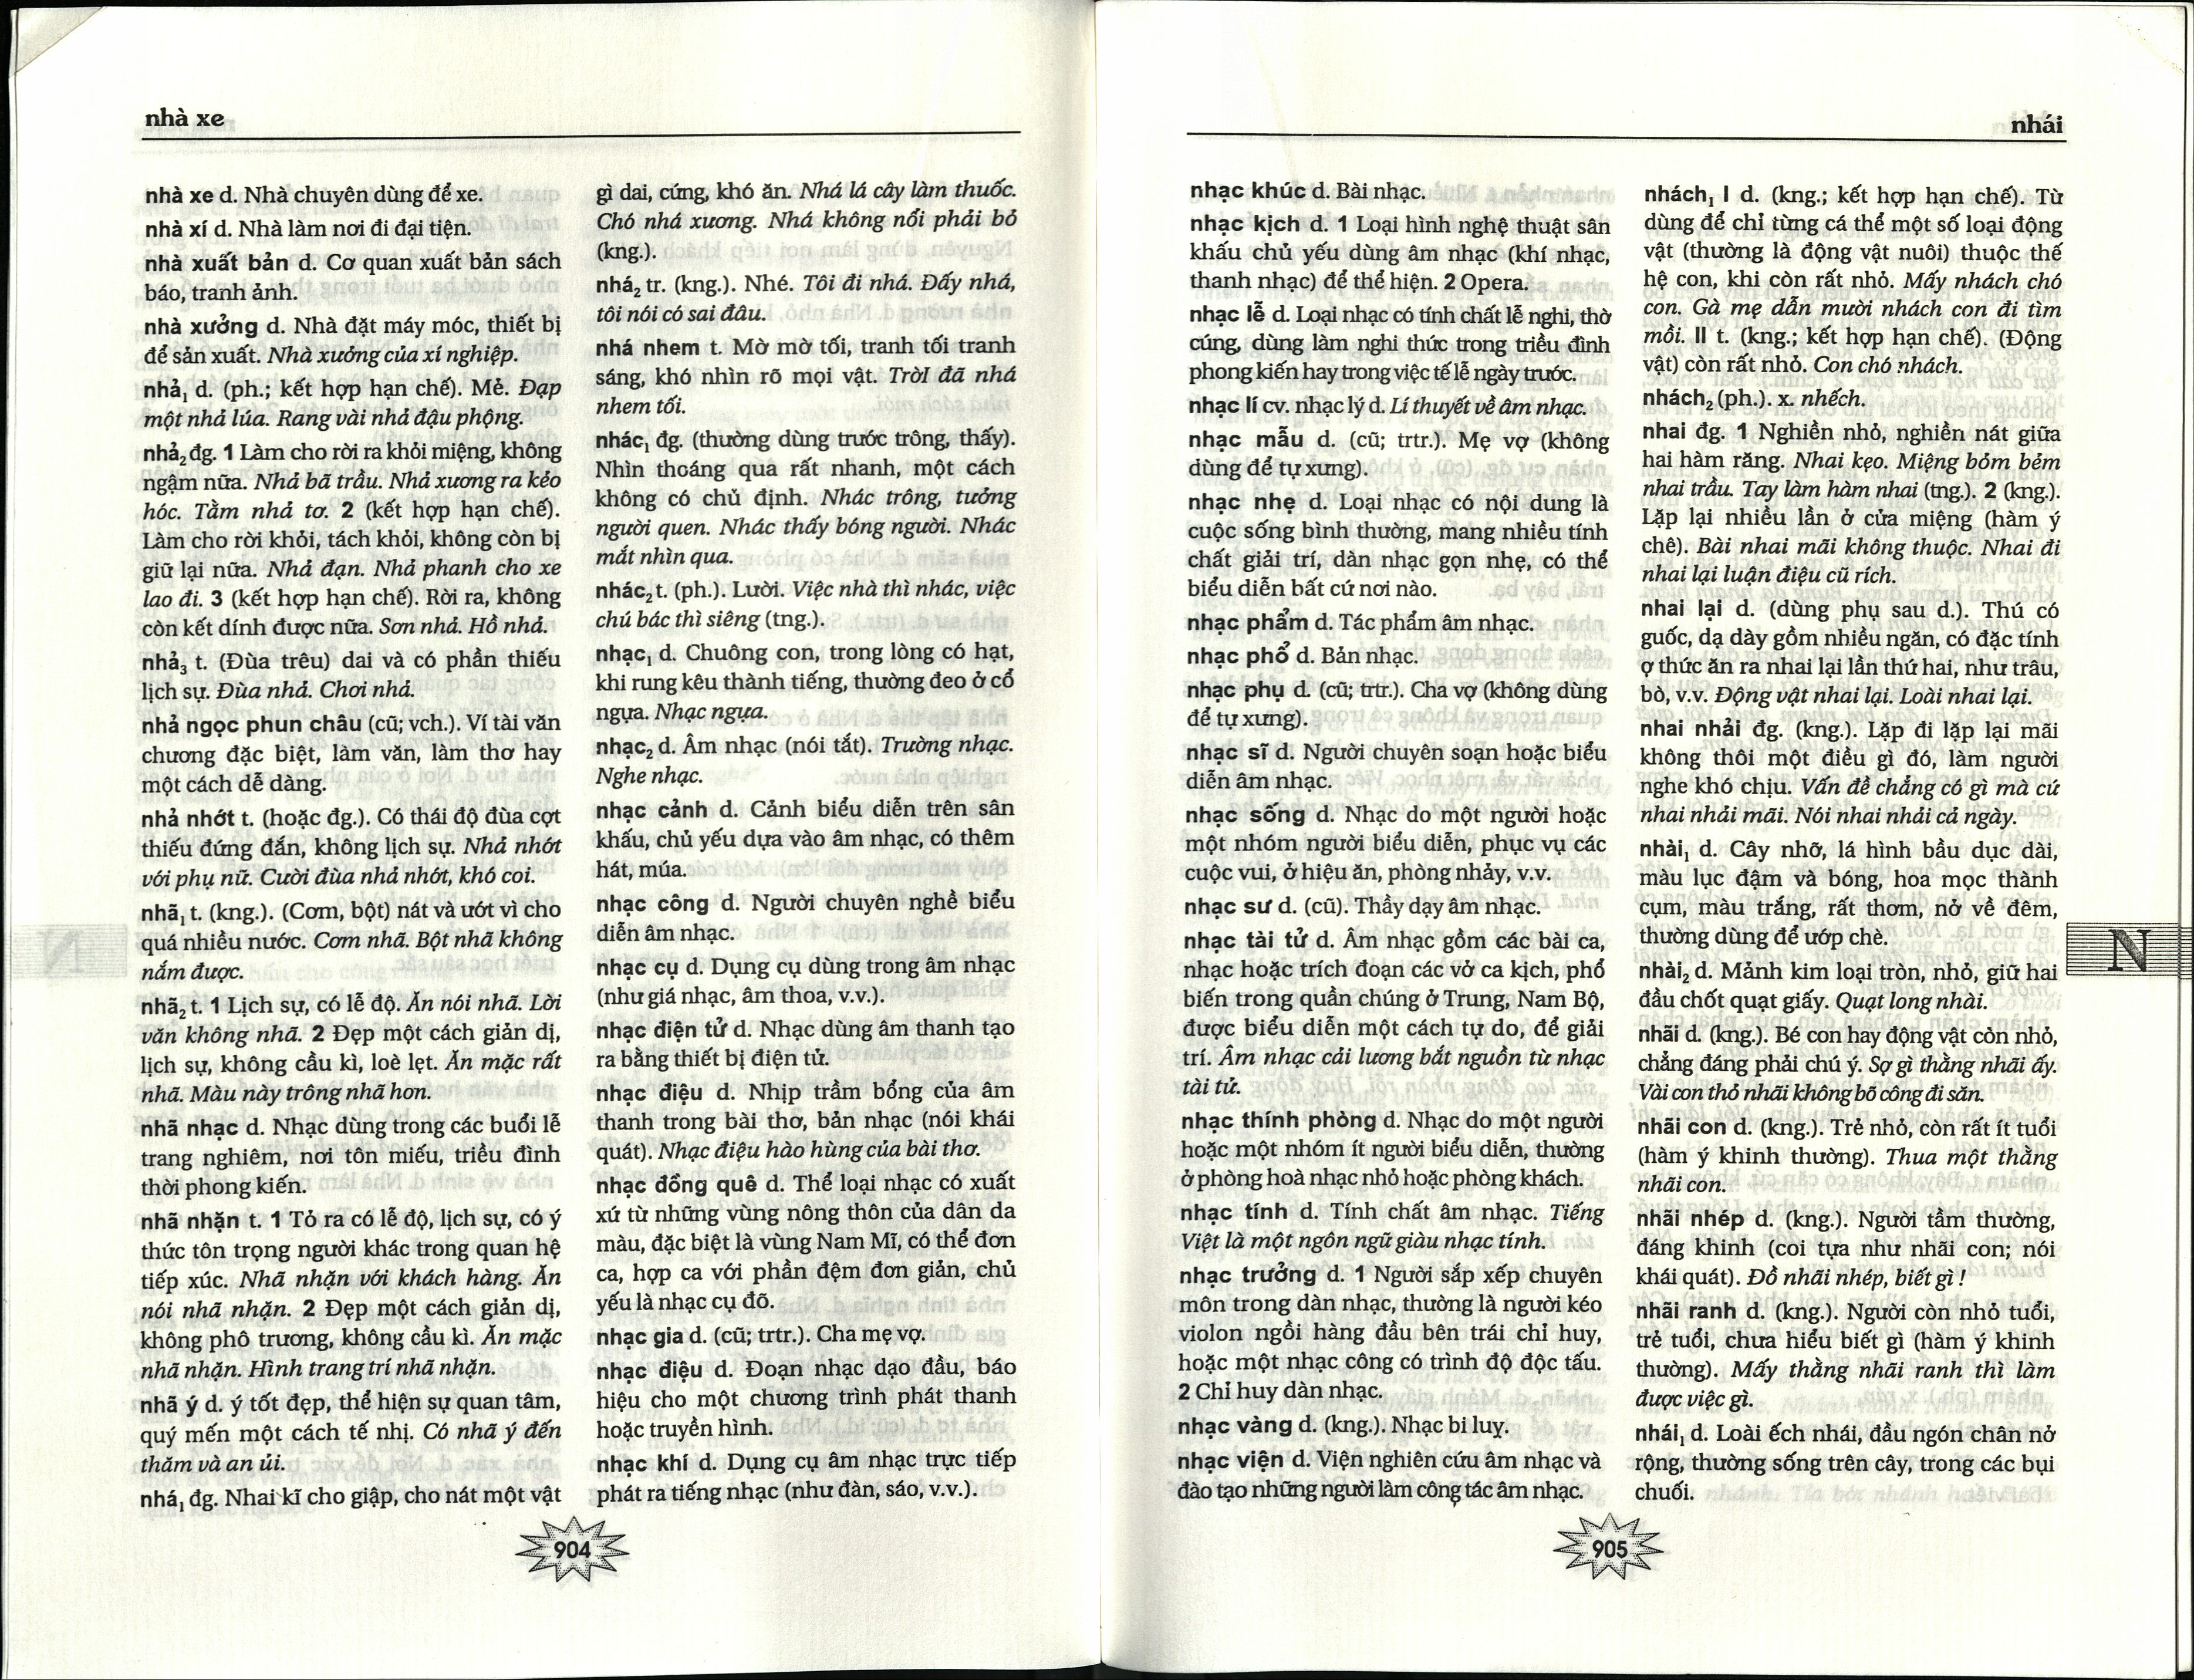 nhà xe
nhà xe d. Nhà chuyên dùng để xe.
nhà xí d. Nhà làm nơi đi đại tiện.
nhà xuất bản d. Cơ quan xuất bản sách
báo, tranh ảnh.
nhà xưởng d. Nhà đặt máy móc, thiết bị
để sản xuất. Nhà xưởng của xí nghiệp.
nhả₁ d. (ph.; kết hợp hạn chế). Mẻ. Đạp
một nhả lúa. Rang vài nhả đậu phộng.
nhả₂ đg. 1 Làm cho rời ra khỏi miệng, không
ngậm nữa. Nhả bã trầu. Nhả xương ra kẻo
hóc. Tằm nhả tơ. 2 (kết hợp hạn chế).
Làm cho rời khỏi, tách khỏi, không còn bị
giữ lại nữa. Nhả đạn. Nhả phanh cho xe
lao đi. 3 (kết hợp hạn chế). Rời ra, không
còn kết dính được nữa. Sơn nhả. Hồ nhả.
nhả₃ t. (Đùa trêu) dai và có phần thiếu
lịch sự. Đùa nhả. Chơi nhả.
nhả ngọc phun châu (cũ; vch.). Ví tài văn
chương đặc biệt, làm văn, làm thơ hay
một cách dễ dàng.
nhả nhớt t. (hoặc đg.). Có thái độ đùa cợt
thiếu đứng đắn, không lịch sự. Nhả nhớt
với phụ nữ. Cười đùa nhả nhớt, khó coi.
nhã₁ t. (kng.). (Cơm, bột) nát và ướt vì cho
quá nhiều nước. Cơm nhã. Bột nhã không
nắm được.
nhã₂ t. 1 Lịch sự, có lễ độ. Ăn nói nhã. Lời
văn không nhã. 2 Đẹp một cách giản dị,
lịch sự, không cầu kì, loè lẹt. Ăn mặc rất
nhã. Màu này trông nhã hơn.
nhã nhạc d. Nhạc dùng trong các buổi lễ
trang nghiêm, nơi tôn miếu, triều đình
thời phong kiến.
nhã nhặn t. 1 Tỏ ra có lễ độ, lịch sự, có ý
thức tôn trọng người khác trong quan hệ
tiếp xúc. Nhã nhặn với khách hàng. Ăn
nói nhã nhặn. 2 Đẹp một cách giản dị,
không phô trương, không cầu kì. Ăn mặc
nhã nhặn. Hình trang trí nhã nhặn.
nhã ý d. ý tốt đẹp, thể hiện sự quan tâm,
quý mến một cách tế nhị. Có nhã ý đến
thăm và an ủi.
nhá₁ đg. Nhai kĩ cho giập, cho nát một vật
gì dai, cứng, khó ăn. Nhá lá cây làm thuốc.
Chó nhá xương. Nhá không nổi phải bỏ
(kng.).
nhá₂ tr. (kng.). Nhé. Tôi đi nhá. Đấy nhá,
tôi nói có sai đâu.
nhá nhem t. Mờ mờ tối, tranh tối tranh
sáng, khó nhìn rõ mọi vật. TrờI đã nhá
nhem tối.
nhác₁ đg. (thường dùng trước trông, thấy).
Nhìn thoáng qua rất nhanh, một cách
không có chủ định. Nhác trông, tưởng
người quen. Nhác thấy bóng người. Nhác
mắt nhìn qua.
nhác₂ t. (ph.). Lười. Việc nhà thì nhác, việc
chú bác thì siêng (tng.).
nhạc₁ d. Chuông con, trong lòng có hạt,
khi rung kêu thành tiếng, thường đeo ở cổ
ngựa. Nhạc ngựa.
nhạc₂ d. Âm nhạc (nói tắt). Trường nhạc.
Nghe nhạc.
nhạc cảnh d. Cảnh biểu diễn trên sân
khấu, chủ yếu dựa vào âm nhạc, có thêm
hát, múa.
nhạc công d. Người chuyên nghề biểu
diễn âm nhạc.
nhạc cụ d. Dụng cụ dùng trong âm nhạc
(như giá nhạc, âm thoa, v.v.).
nhạc điện tử d. Nhạc dùng âm thanh tạo
ra bằng thiết bị điện tử.
nhạc điệu d. Nhịp trầm bổng của âm
thanh trong bài thơ, bản nhạc (nói khái
quát). Nhạc điệu hào hùng của bài thơ.
nhạc đồng quê d. Thể loại nhạc có xuất
xứ từ những vùng nông thôn của dân da
màu, đặc biệt là vùng Nam Mĩ, có thể đơn
ca, hợp ca với phần đệm đơn giản, chủ
yếu là nhạc cụ đõ.
nhạc gia d. (cũ; trtr.). Cha mẹ vợ.
nhạc điệu d. Đoạn nhạc dạo đầu, báo
hiệu cho một chương trình phát thanh
hoặc truyền hình.
nhạc khí d. Dụng cụ âm nhạc trực tiếp
phát ra tiếng nhạc (như đàn, sáo, v.v.).
904
nhái
nhạc khúc d. Bài nhạc.
nhạc kịch d. 1 Loại hình nghệ thuật sân
khấu chủ yếu dùng âm nhạc (khí nhạc,
thanh nhạc) để thể hiện. 2 Opera.
nhạc lễ d. Loại nhạc có tính chất lễ nghi, thờ
cúng, dùng làm nghi thức trong triều đình
phong kiến hay trong việc tế lễ ngày trước.
nhạc lí cv. nhạc lý d. Lí thuyết về âm nhạc.
nhạc mẫu d. (cũ; trtr.). Mẹ vợ (không
dùng để tự xưng).
nhạc nhẹ d. Loại nhạc có nội dung là
cuộc sống bình thường, mang nhiều tính
chất giải trí, dàn nhạc gọn nhẹ, có thể
biểu diễn bất cứ nơi nào.
nhạc phẩm d. Tác phẩm âm nhạc.
nhạc phổ d. Bản nhạc.
nhạc phụ d. (cũ; trtr.). Cha vợ (không dùng
để tự xưng).
nhạc sĩ d. Người chuyên soạn hoặc biểu
diễn âm nhạc.
nhạc sống d. Nhạc do một người hoặc
một nhóm người biểu diễn, phục vụ các
cuộc vui, ở hiệu ăn, phòng nhảy, v.v.
nhạc sư d. (cũ). Thầy dạy âm nhạc.
nhạc tài tử d. Âm nhạc gồm các bài ca,
nhạc hoặc trích đoạn các vở ca kịch, phổ
biến trong quần chúng ở Trung, Nam Bộ,
được biểu diễn một cách tự do, để giải
trí. Âm nhạc cải lương bắt nguồn từ nhạc
tài tử.
nhạc thính phòng d. Nhạc do một người
hoặc một nhóm ít người biểu diễn, thường
ở phòng hoà nhạc nhỏ hoặc phòng khách.
nhạc tính d. Tính chất âm nhạc. Tiếng
Việt là một ngôn ngữ giàu nhạc tính.
nhạc trưởng d. 1 Người sắp xếp chuyên
môn trong dàn nhạc, thường là người kéo
violon ngồi hàng đầu bên trái chỉ huy,
hoặc một nhạc công có trình độ độc tấu.
2 Chỉ huy dàn nhạc.
nhạc vàng d. (kng.). Nhạc bi luỵ.
nhạc viện d. Viện nghiên cứu âm nhạc và
đào tạo những người làm công tác âm nhạc.
nhách₁ I d. (kng.; kết hợp hạn chế). Từ
dùng để chỉ từng cá thể một số loại động
vật (thường là động vật nuôi) thuộc thế
hệ con, khi còn rất nhỏ. Mấy nhách chó
con. Gà mẹ dẫn mười nhách con đi tìm
mồi. II t. (kng.; kết hợp hạn chế). (Động
vật) còn rất nhỏ. Con chó nhách.
nhách₂ (ph.). x. nhếch.
nhai đg. 1 Nghiền nhỏ, nghiền nát giữa
hai hàm răng. Nhai kẹo. Miệng bỏm bẻm
nhai trầu. Tay làm hàm nhai (tng.). 2 (kng.).
Lặp lại nhiều lần ở cửa miệng (hàm ý
chê). Bài nhai mãi không thuộc. Nhai đi
nhai lại luận điệu cũ rích.
nhai lại d. (dùng phụ sau d.). Thú có
guốc, dạ dày gồm nhiều ngăn, có đặc tính
ợ thức ăn ra nhai lại lần thứ hai, như trâu,
bò, v.v. Động vật nhai lại. Loài nhai lại.
nhai nhải đg. (kng.). Lặp đi lặp lại mãi
không thôi một điều gì đó, làm người
nghe khó chịu. Vấn đề chẳng có gì mà cứ
nhai nhải mãi. Nói nhai nhải cả ngày.
nhài₁ d. Cây nhỡ, lá hình bầu dục dài,
màu lục đậm và bóng, hoa mọc thành
cụm, màu trắng, rất thơm, nở về đêm,
thường dùng để ướp chè.
nhài₂ d. Mảnh kim loại tròn, nhỏ, giữ hai
đầu chốt quạt giấy. Quạt long nhài.
nhãi d. (kng.). Bé con hay động vật côn nhỏ,
chẳng đáng phải chú ý. Sợ gì thằng nhãi ấy.
Vài con thỏ nhãi không bõ công đi săn.
nhãi con d. (kng.). Trẻ nhỏ, còn rất ít tuổi
(hàm ý khinh thường). Thua một thằng
nhãi con.
nhãi nhép d. (kng.). Người tầm thường,
đáng khinh (coi tựa như nhãi con; nói
khái quát). Đồ nhãi nhép, biết gì !
nhãi ranh d. (kng.). Người còn nhỏ tuổi,
trẻ tuổi, chưa hiểu biết gì (hàm ý khinh
thường). Mấy thằng nhãi ranh thì làm
được việc gì.
nhái₁ d. Loài ếch nhái, đầu ngón chân nở
rộng, thường sống trên cây, trong các bụi
chuối.
N
905